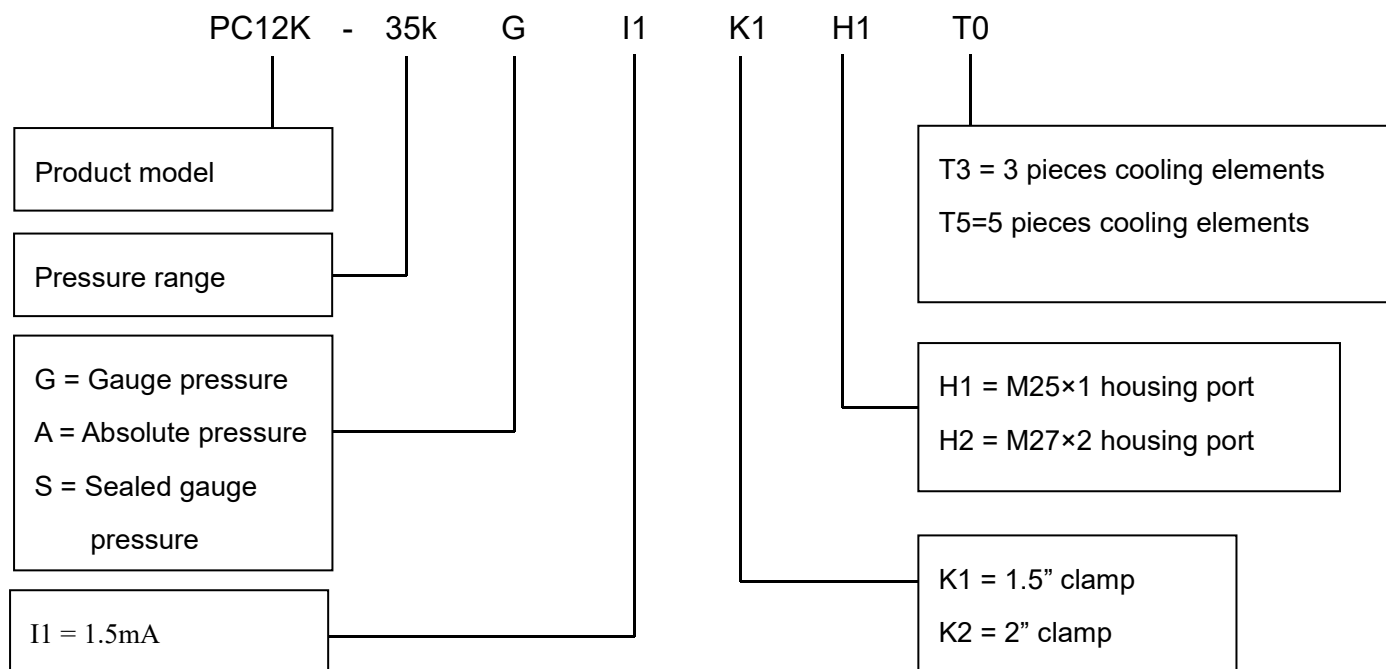 PC12K - 35k G I1 K1 H1 T0
Product model
Pressure range
G = Gauge pressure
A = Absolute pressure
S = Sealed gauge
pressure
I1 = 1.5mA
T3 = 3 pieces cooling elements
T5=5 pieces cooling elements
H1 = M25×1 housing port
H2 = M27×2 housing port
K1 = 1.5” clamp
K2 = 2” clamp